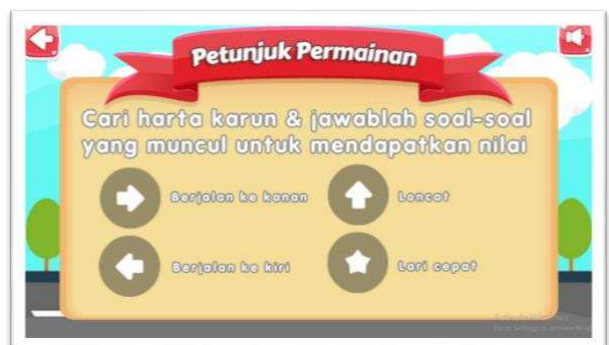 Petunjuk Permainan
Cari harta karun & jawablah soal-soal
yang muncul untuk mendapatkan nilai
Berjalan ke kanan
Loncat
Berjalan ke kiri
Lari cepat